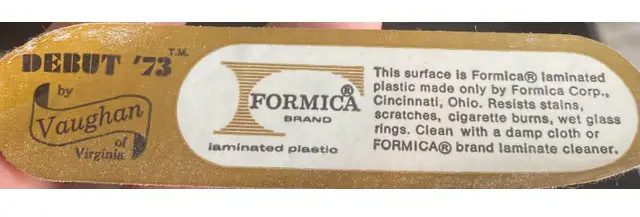 DEBUT '73 T.M.
by
Vaughan
of
Virginia
FORMICA®
BRAND
laminated plastic
This surface is Formica® laminated
plastic made only by Formica Corp.,
Cincinnati, Ohio. Resists stains,
scratches, cigarette burns, wet glass
rings. Clean with a damp cloth or
FORMICA® brand laminate cleaner.